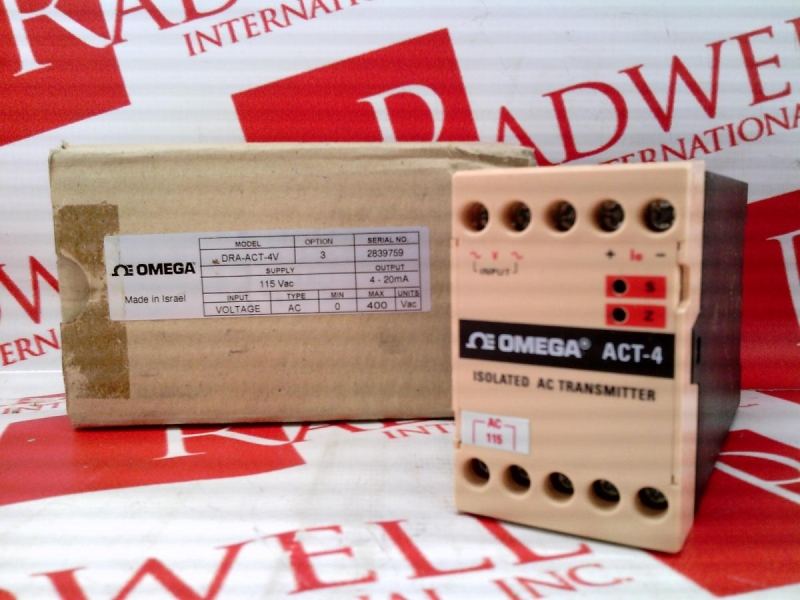 RADWELL
INTERNATIONAL
RADWELL
INTERNATIONAL
OMEGA®
Made in Israel
MODEL OPTION SERIAL NO.
DRA-ACT-4V 3 2839759
SUPPLY OUTPUT
115 Vac 4 - 20mA
INPUT TYPE MIN MAX UNITS
VOLTAGE AC 0 400 Vac
~ V ~ + Io −
INPUT
S
Z
OMEGA® ACT-4
ISOLATED AC TRANSMITTER
AC
115
RADWELL
INTERNATIONAL, INC.